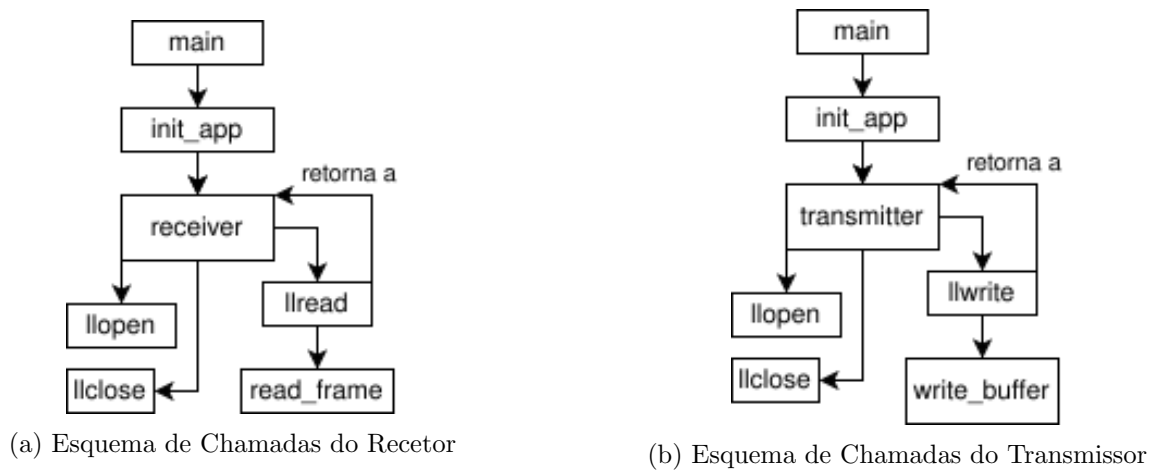 main
init_app
retorna a
receiver
llread
llopen
llclose
read_frame
(a) Esquema de Chamadas do Recetor
main
init_app
retorna a
transmitter
llwrite
llopen
llclose
write_buffer
(b) Esquema de Chamadas do Transmissor